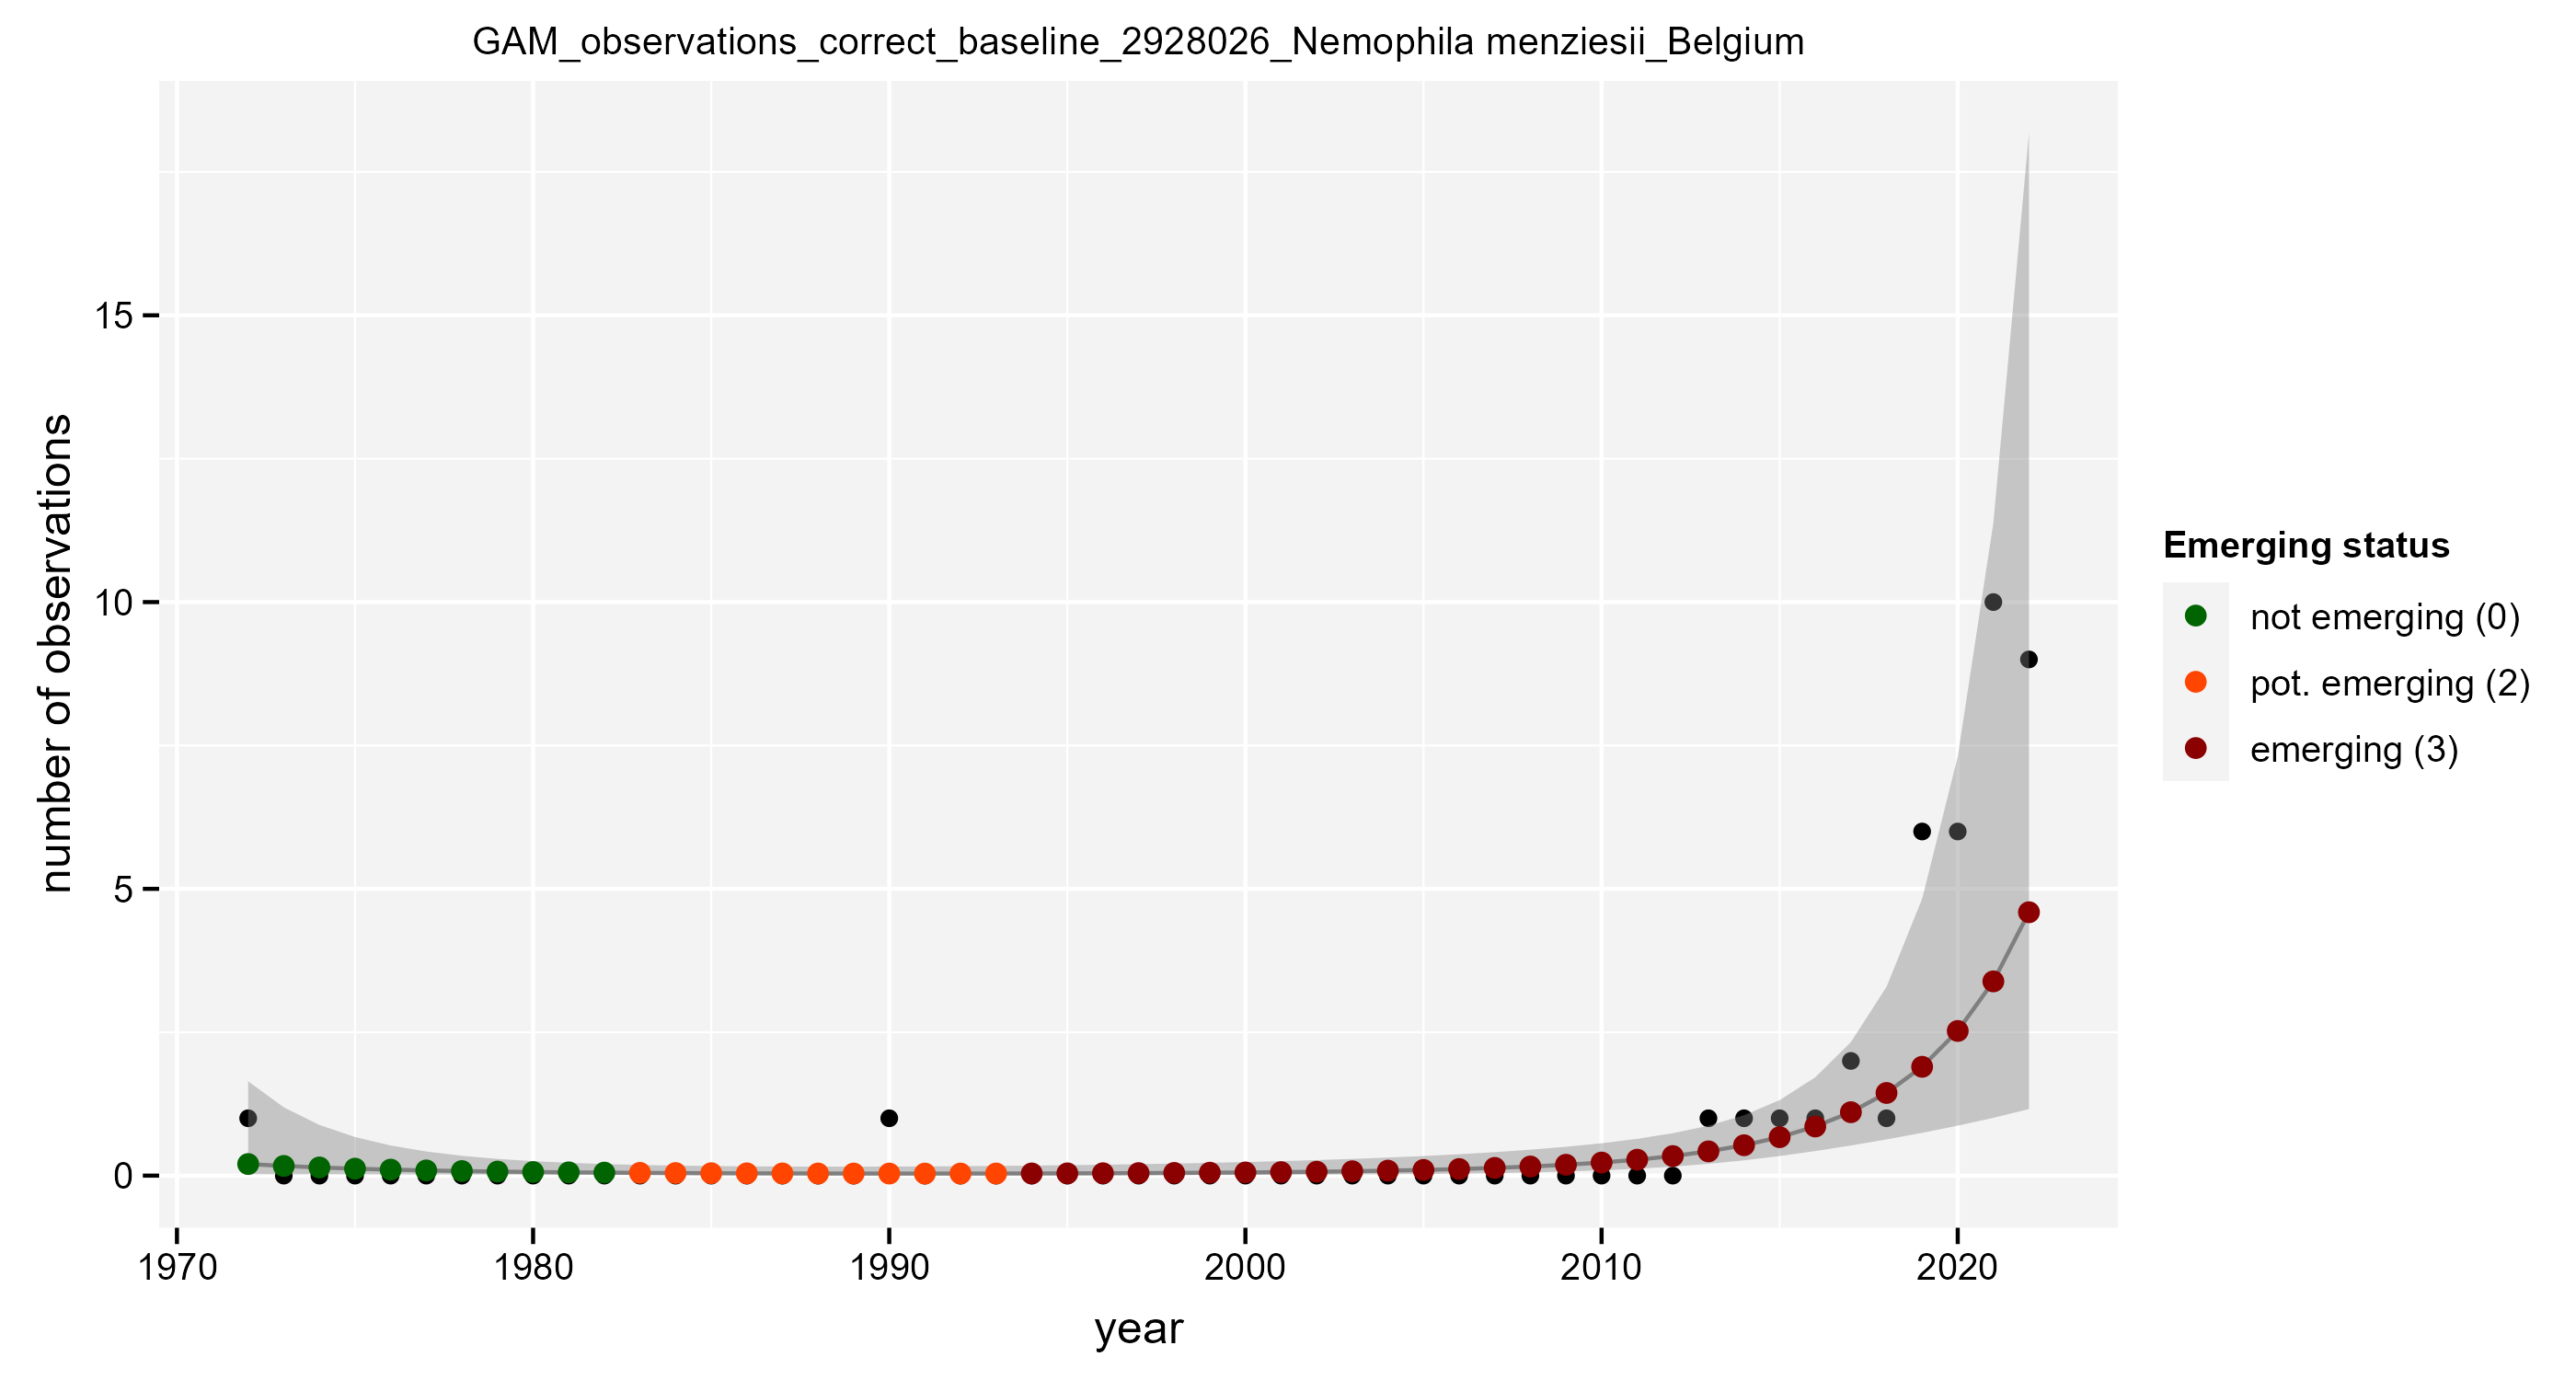 GAM_observations_correct_baseline_2928026_Nemophila menziesii_Belgium
number of observations
15
10
5
0
1970
1980
1990
2000
2010
2020
year
Emerging status
not emerging (0)
pot. emerging (2)
emerging (3)